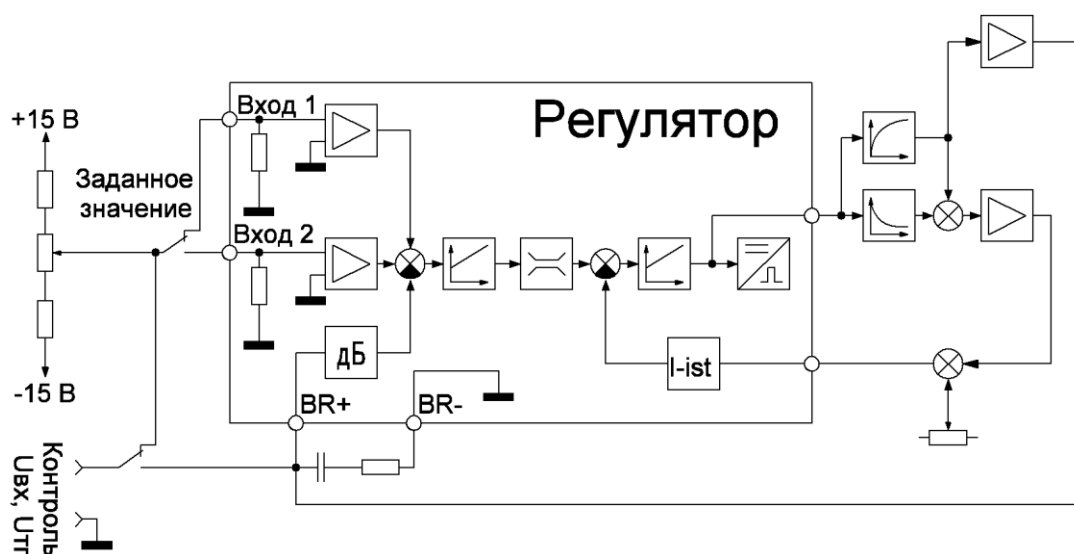 Регулятор
Вход 1
+15 В
Заданное
значение
Вход 2
дБ
I-ist
-15 В
BR+
BR-
Контроль
Uвх, Uтг